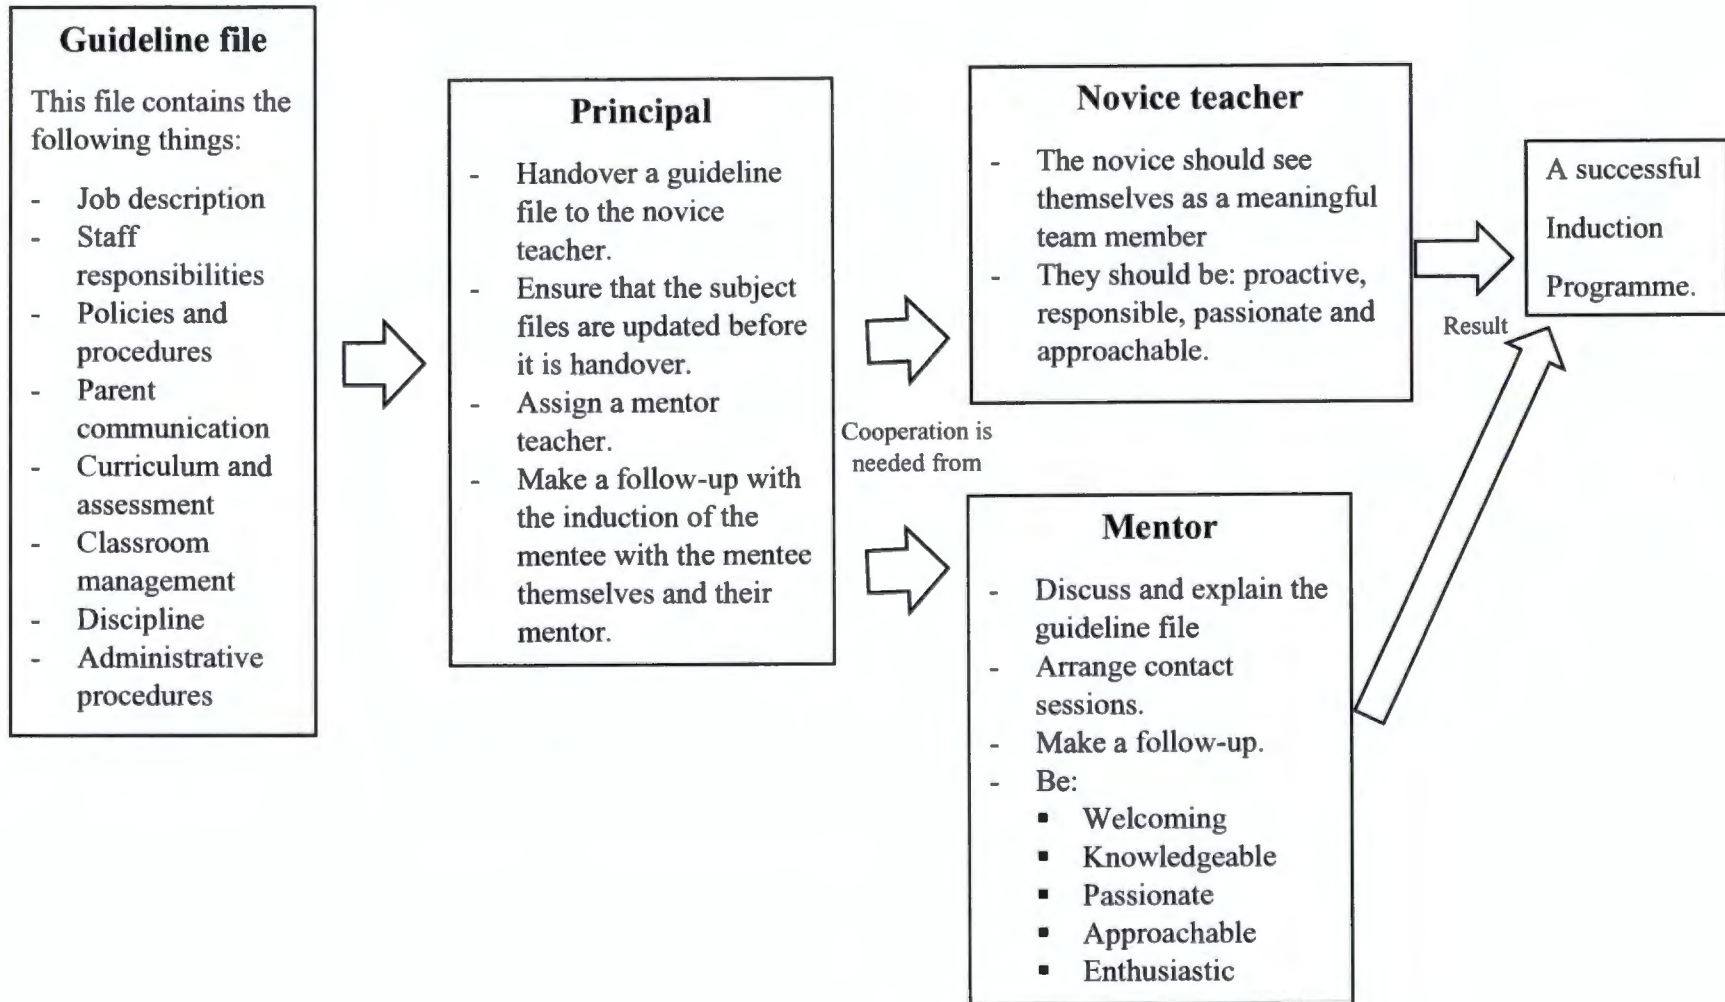 Guideline file
This file contains the
following things:
- Job description
- Staff
responsibilities
- Policies and
procedures
- Parent
communication
- Curriculum and
assessment
- Classroom
management
- Discipline
- Administrative
procedures
Principal
- Handover a guideline
file to the novice
teacher.
- Ensure that the subject
files are updated before
it is handover.
- Assign a mentor
teacher.
- Make a follow-up with
the induction of the
mentee with the mentee
themselves and their
mentor.
Cooperation is
needed from
Novice teacher
- The novice should see
themselves as a meaningful
team member
- They should be: proactive,
responsible, passionate and
approachable.
Mentor
- Discuss and explain the
guideline file
- Arrange contact
sessions.
- Make a follow-up.
- Be:
▪ Welcoming
▪ Knowledgeable
▪ Passionate
▪ Approachable
▪ Enthusiastic
Result
A successful
Induction
Programme.